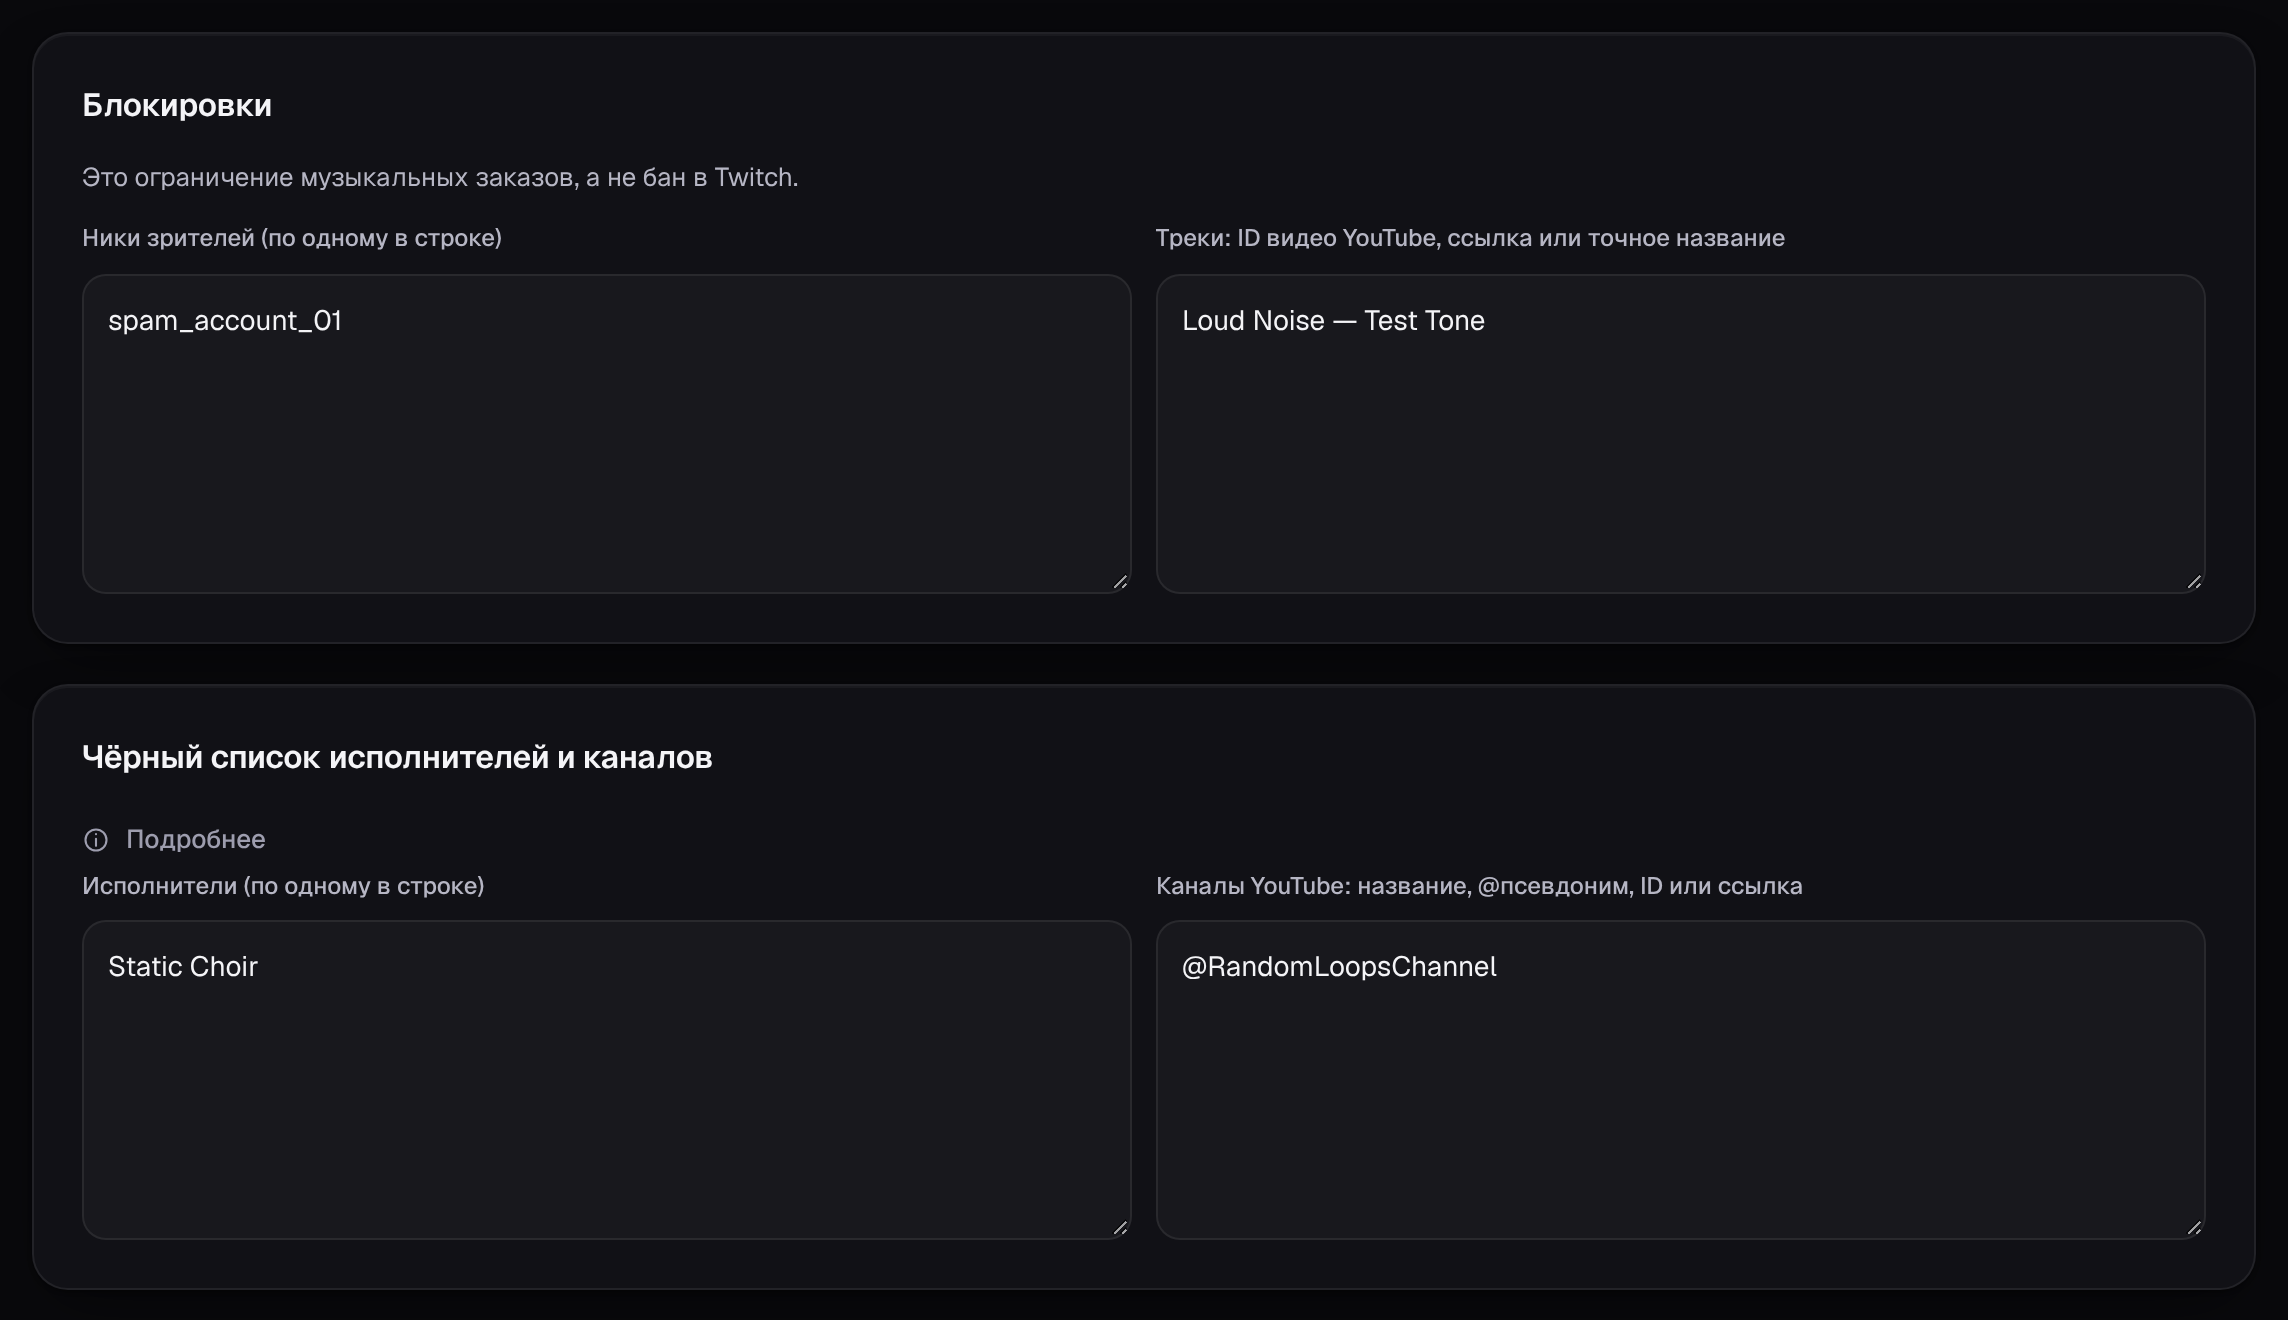 Блокировки
Это ограничение музыкальных заказов, а не бан в Twitch.
Ники зрителей (по одному в строке)
spam_account_01
Треки: ID видео YouTube, ссылка или точное название
Loud Noise — Test Tone
Чёрный список исполнителей и каналов
Подробнее
Исполнители (по одному в строке)
Static Choir
Каналы YouTube: название, @псевдоним, ID или ссылка
@RandomLoopsChannel